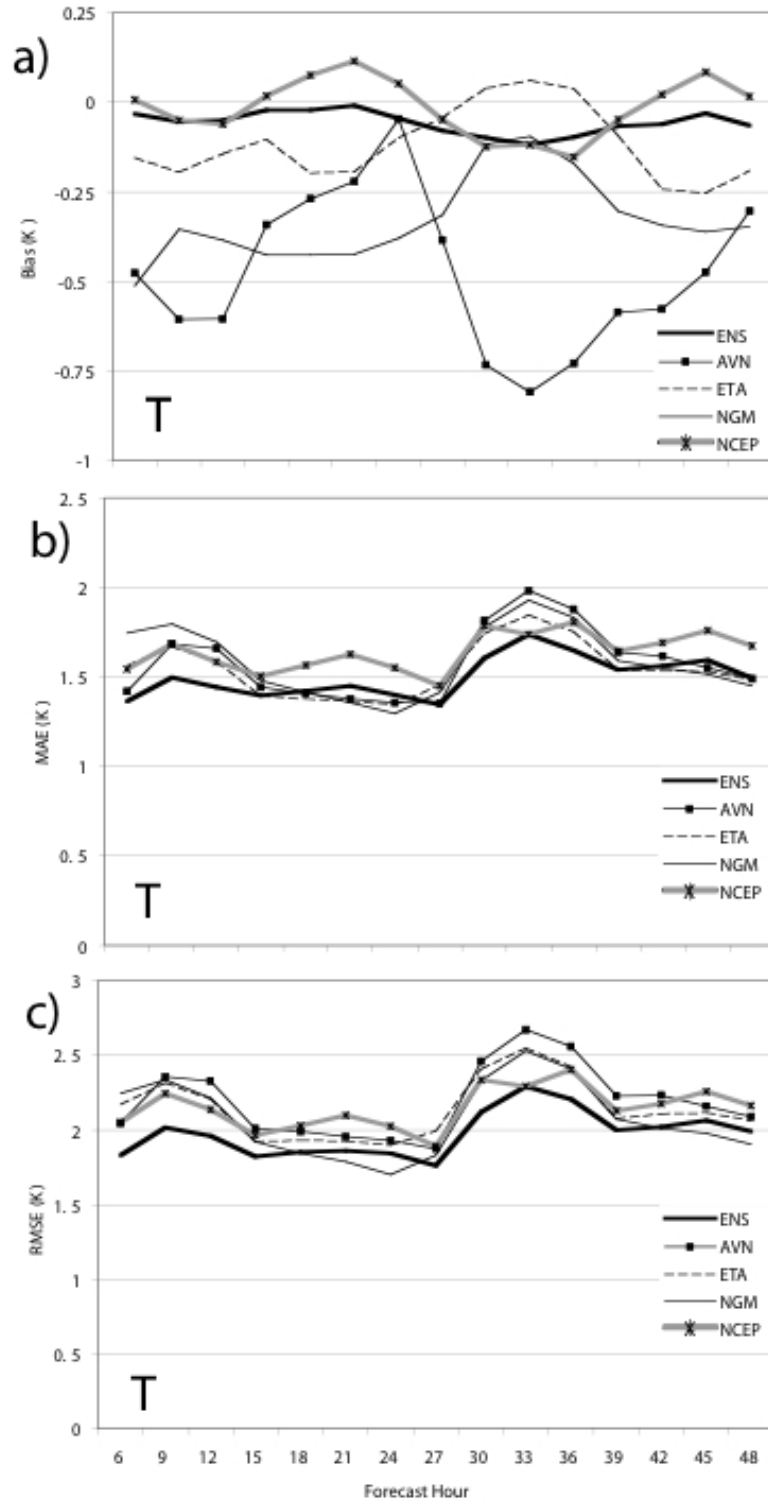 a)
0.25
0
-0.25
-0.5
-0.75
-1
Bias (K )
T
ENS
AVN
ETA
NGM
NCEP
b)
2. 5
2
1.5
1
0. 5
0
MAE (K )
T
ENS
AVN
ETA
NGM
NCEP
c)
3
2. 5
2
1. 5
1
0. 5
0
RMSE (K )
T
ENS
AVN
ETA
NGM
NCEP
6 9 12 15 18 21 24 27 30 33 36 39 42 45 48
Forecast Hour